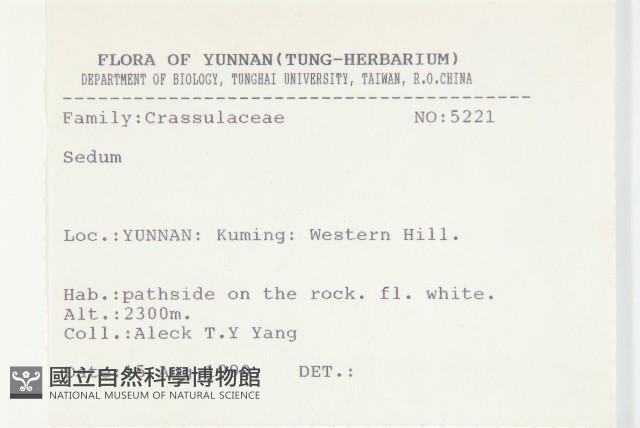 FLORA OF YUNNAN(TUNG-HERBARIUM)
DEPARTMENT OF BIOLOGY, TUNGHAI UNIVERSITY, TAIWAN, R.O.CHINA
Family:Crassulaceae NO:5221
Sedum
Loc.:YUNNAN: Kuming: Western Hill.
Hab.:pathside on the rock. fl. white.
Alt.:2300m.
Coll.:Aleck T.Y Yang
DET.:
國立自然科學博物館
NATIONAL MUSEUM OF NATURAL SCIENCE